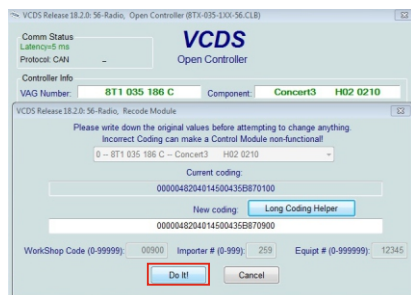 VCDS Release 18.2.0: 56-Radio, Open Controller (8TX-035-1XX-56.CLB)
Comm Status
Latency=5 ms
Protocol: CAN
VCDS
Open Controller
Controller Info
VAG Number: 8T1 035 186 C Component: Concert3 H02 0210
VCDS Release 18.2.0: 56-Radio, Recode Module
Please write down the original values before attempting to change anything.
Incorrect Coding can make a Control Module non-functional!
0 -- 8T1 035 186 C -- Concert3 H02 0210
Current coding:
0000048204014500435B870100
New coding: Long Coding Helper
0000048204014500435B870900
WorkShop Code (0-99999): 00900 Importer # (0-999): 259 Equipt # (0-999999): 12345
Do It! Cancel